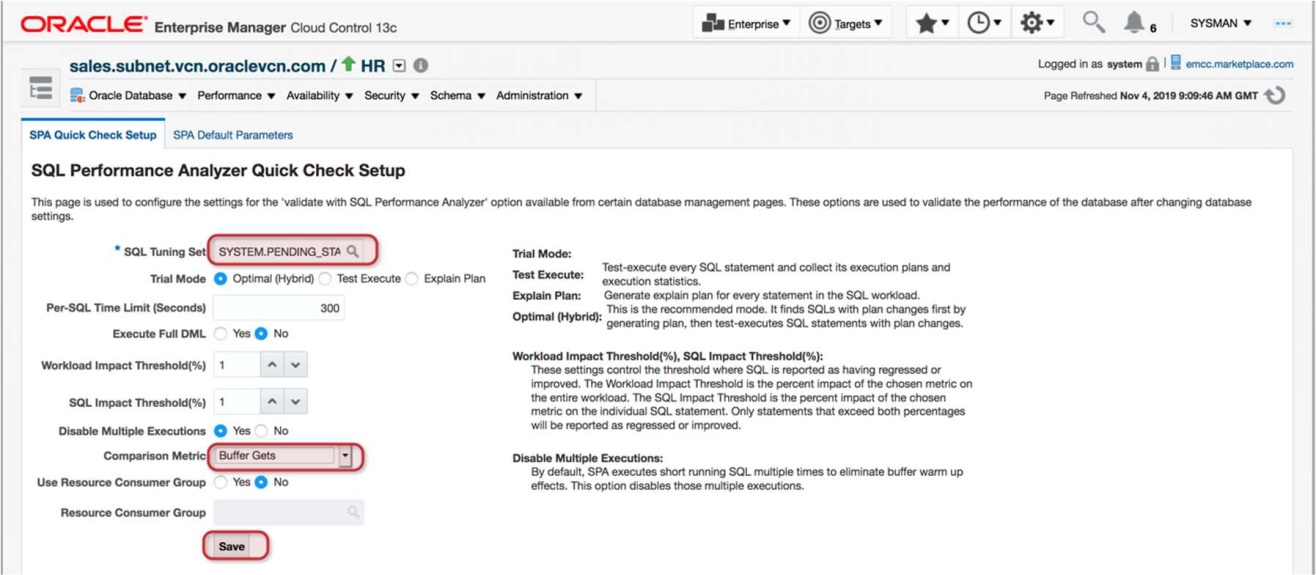 ORACLE Enterprise Manager Cloud Control 13c Enterprise Targets 6 SYSMAN
sales.subnet.vcn.oraclevcn.com / HR
Logged in as system emcc.marketplace.com
Oracle Database Performance Availability Security Schema Administration
Page Refreshed Nov 4, 2019 9:09:46 AM GMT
SPA Quick Check Setup SPA Default Parameters
SQL Performance Analyzer Quick Check Setup
This page is used to configure the settings for the 'validate with SQL Performance Analyzer' option available from certain database management pages. These options are used to validate the performance of the database after changing database
settings.
* SQL Tuning Set SYSTEM.PENDING_STA
Trial Mode Optimal (Hybrid) Test Execute Explain Plan
Per-SQL Time Limit (Seconds) 300
Execute Full DML Yes No
Workload Impact Threshold(%) 1
SQL Impact Threshold(%) 1
Disable Multiple Executions Yes No
Comparison Metric Buffer Gets
Use Resource Consumer Group Yes No
Resource Consumer Group
Save
Trial Mode:
Test Execute: Test-execute every SQL statement and collect its execution plans and
execution statistics.
Explain Plan: Generate explain plan for every statement in the SQL workload.
Optimal (Hybrid): This is the recommended mode. It finds SQLs with plan changes first by
generating plan, then test-executes SQL statements with plan changes.
Workload Impact Threshold(%), SQL Impact Threshold(%):
These settings control the threshold where SQL is reported as having regressed or
improved. The Workload Impact Threshold is the percent impact of the chosen metric on
the entire workload. The SQL Impact Threshold is the percent impact of the chosen
metric on the individual SQL statement. Only statements that exceed both percentages
will be reported as regressed or improved.
Disable Multiple Executions:
By default, SPA executes short running SQL multiple times to eliminate buffer warm up
effects. This option disables those multiple executions.